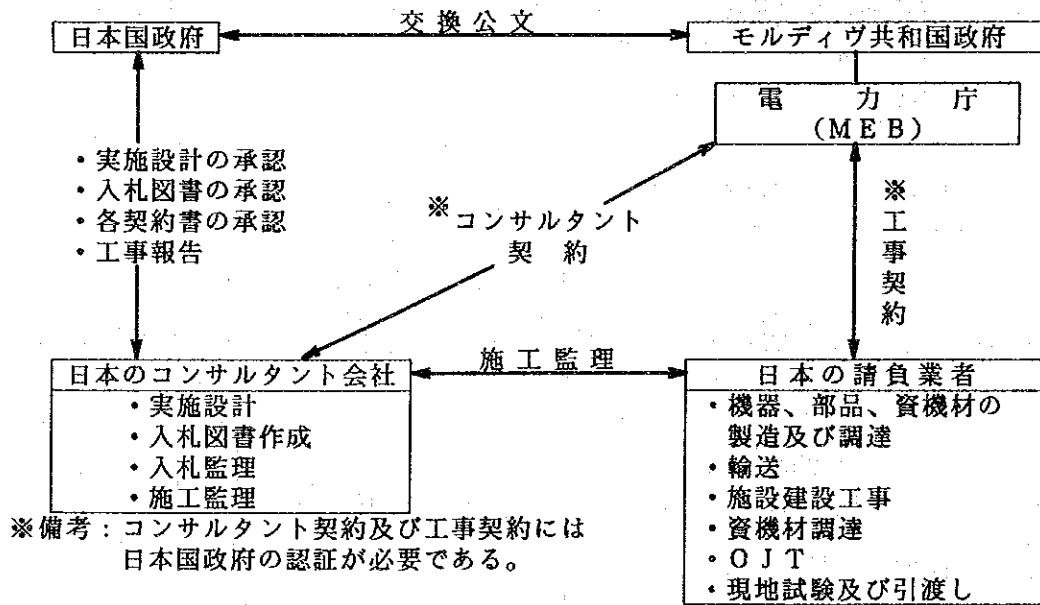 交換公文
日本国政府
モルディヴ共和国政府
電力庁
(MEB)
・実施設計の承認
・入札図書の承認
・各契約書の承認
・工事報告
※コンサルタント
契約
※工事契約
施工監理
日本のコンサルタント会社
・実施設計
・入札図書作成
・入札監理
・施工監理
日本の請負業者
・機器、部品、資機材の
製造及び調達
・輸送
・施設建設工事
・資機材調達
・OJT
・現地試験及び引渡し
※備考：コンサルタント契約及び工事契約には
日本国政府の認証が必要である。